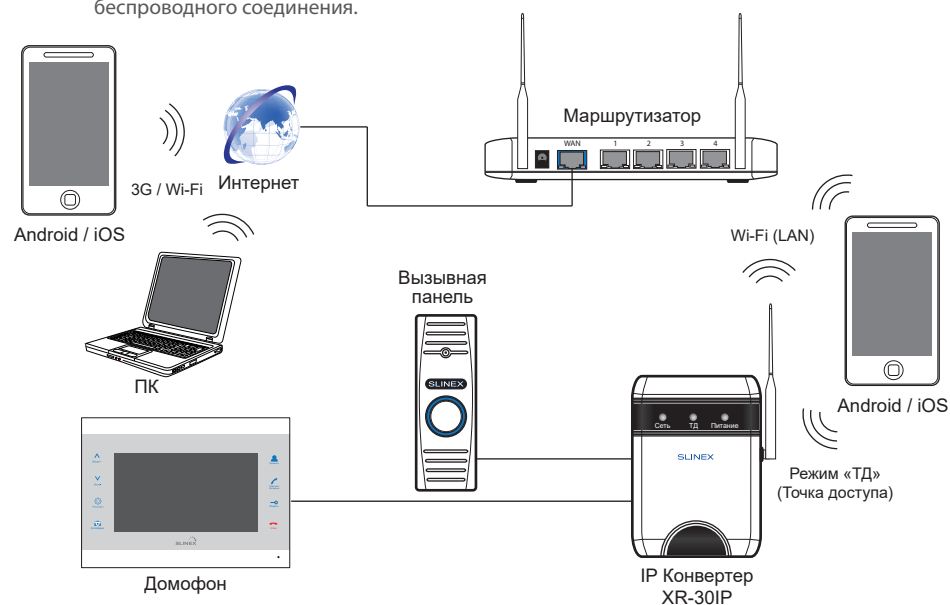 беспроводного соединения.
Маршрутизатор
WAN
1
2
3
4
3G / Wi-Fi
Интернет
Android / iOS
Wi-Fi (LAN)
Вызывная
панель
SLINEX
ПК
Android / iOS
Сеть
ТД
Питание
SLINEX
Режим «ТД»
(Точка доступа)
SLINEX
Домофон
IP Конвертер
XR-30IP